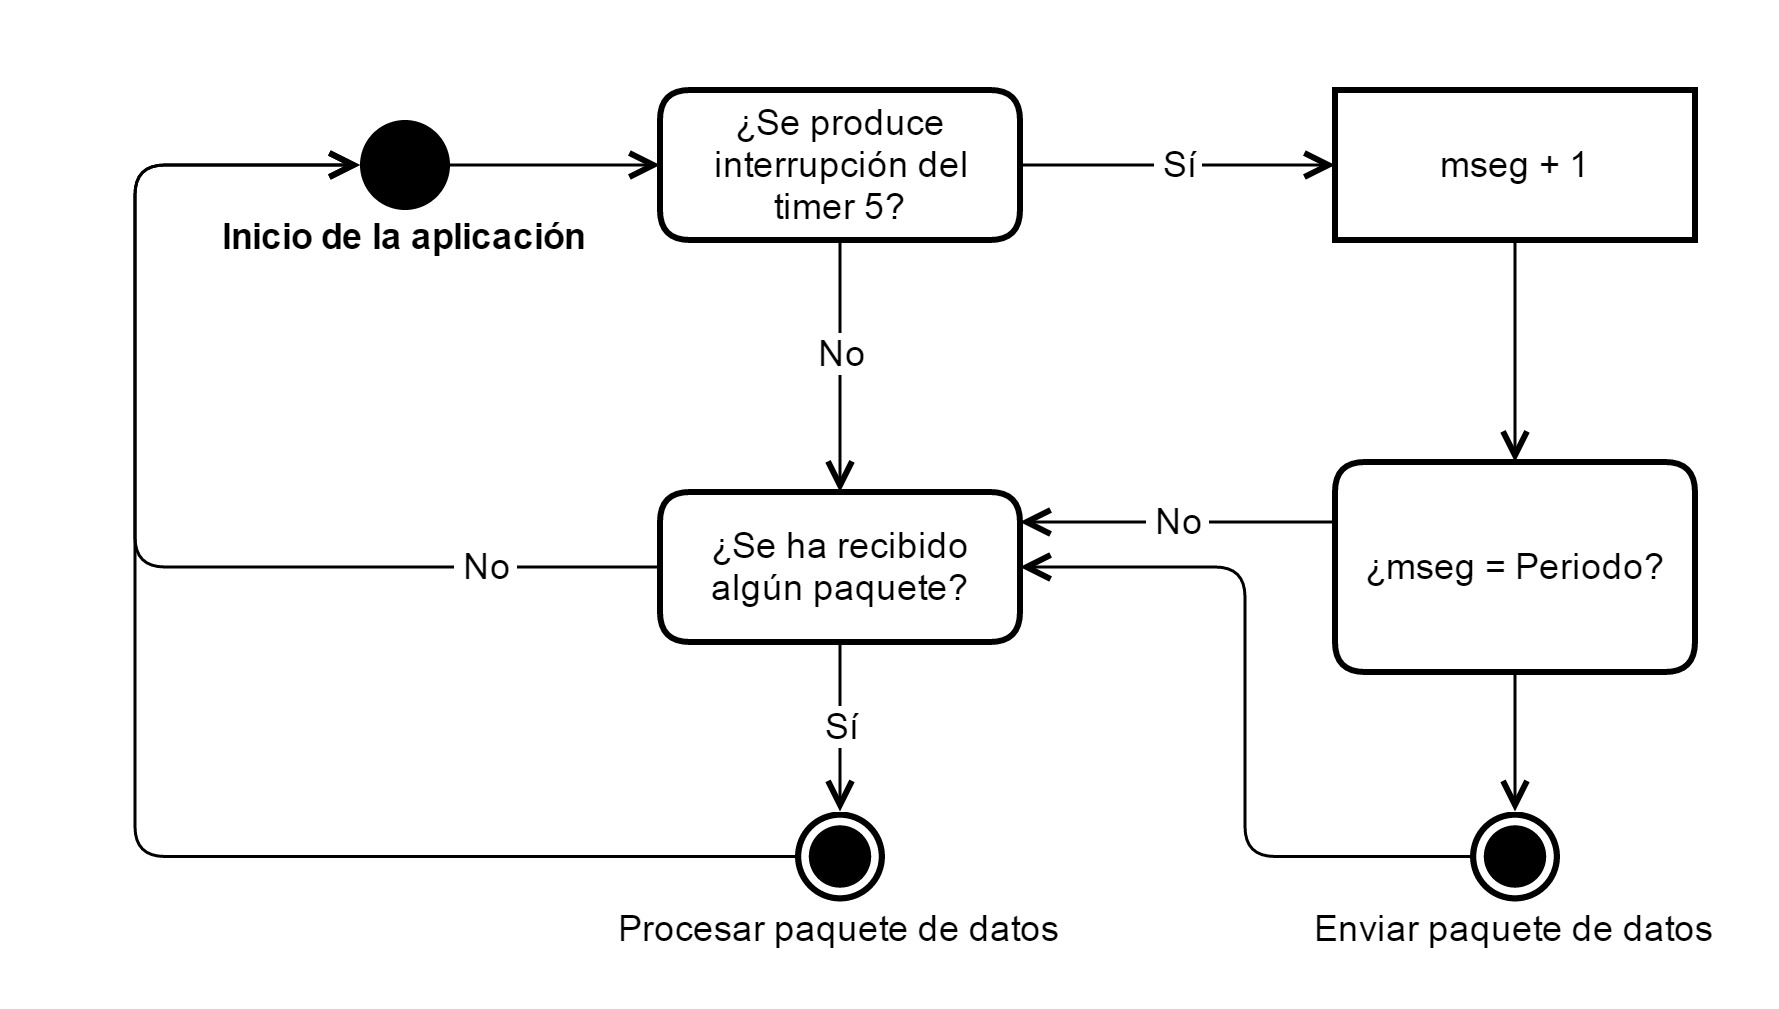 ¿Se produce
interrupción del
timer 5?
Sí
mseg + 1
Inicio de la aplicación
No
¿Se ha recibido
algún paquete?
No
No
¿mseg = Periodo?
Sí
Procesar paquete de datos
Enviar paquete de datos